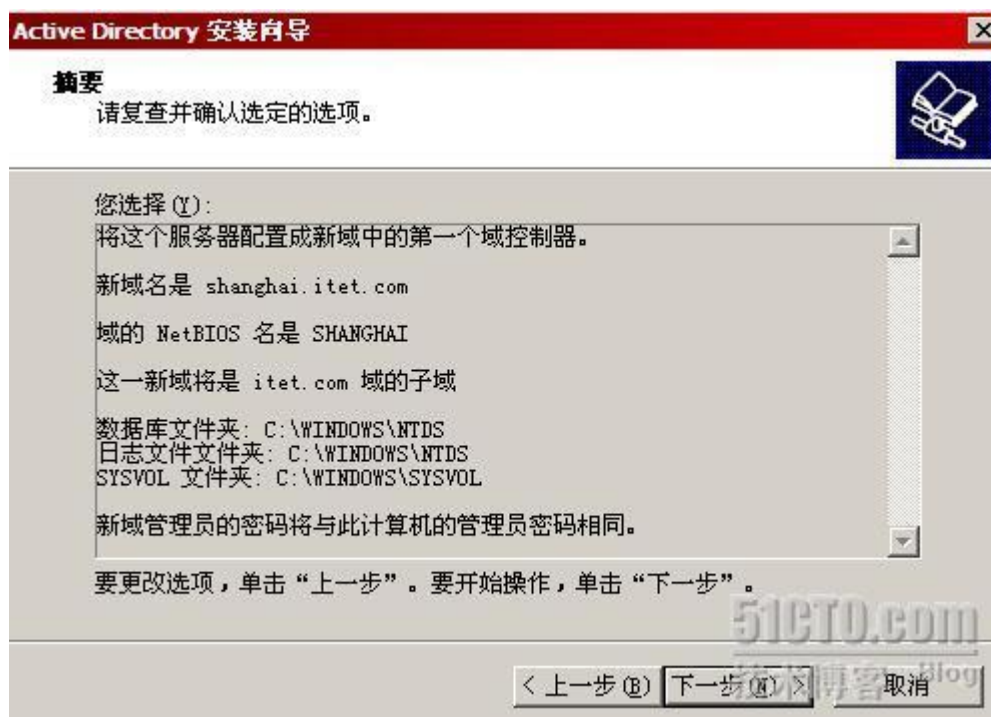 Active Directory 安装向导
摘要
请复查并确认选定的选项。
您选择(Y):
将这个服务器配置成新域中的第一个域控制器。
新域名是 shanghai.itet.com
域的 NetBIOS 名是 SHANGHAI
这一新域将是 itet.com 域的子域
数据库文件夹: C:\WINDOWS\NTDS
日志文件文件夹: C:\WINDOWS\NTDS
SYSVOL 文件夹: C:\WINDOWS\SYSVOL
新域管理员的密码将与此计算机的管理员密码相同。
要更改选项，单击“上一步”。要开始操作，单击“下一步”。
51CTO.com
技术博客 Blog
< 上一步(B) 下一步(N) > 取消